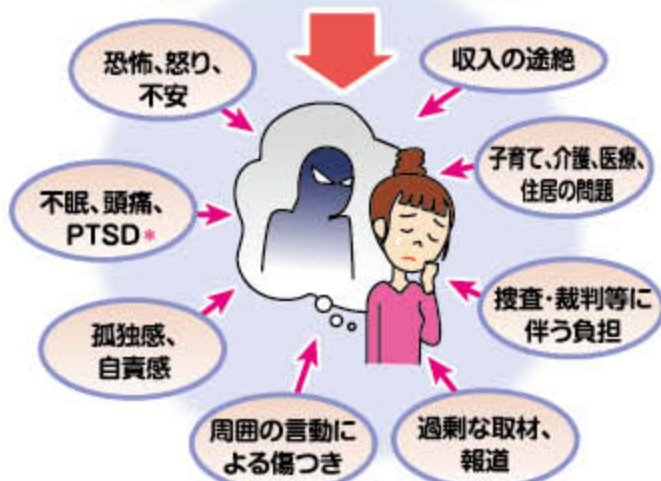 恐怖、怒り、
不安
収入の途絶
子育て、介護、医療、
住居の問題
不眠、頭痛、
PTSD*
捜査・裁判等に
伴う負担
孤独感、
自責感
周囲の言動に
よる傷つき
過剰な取材、
報道